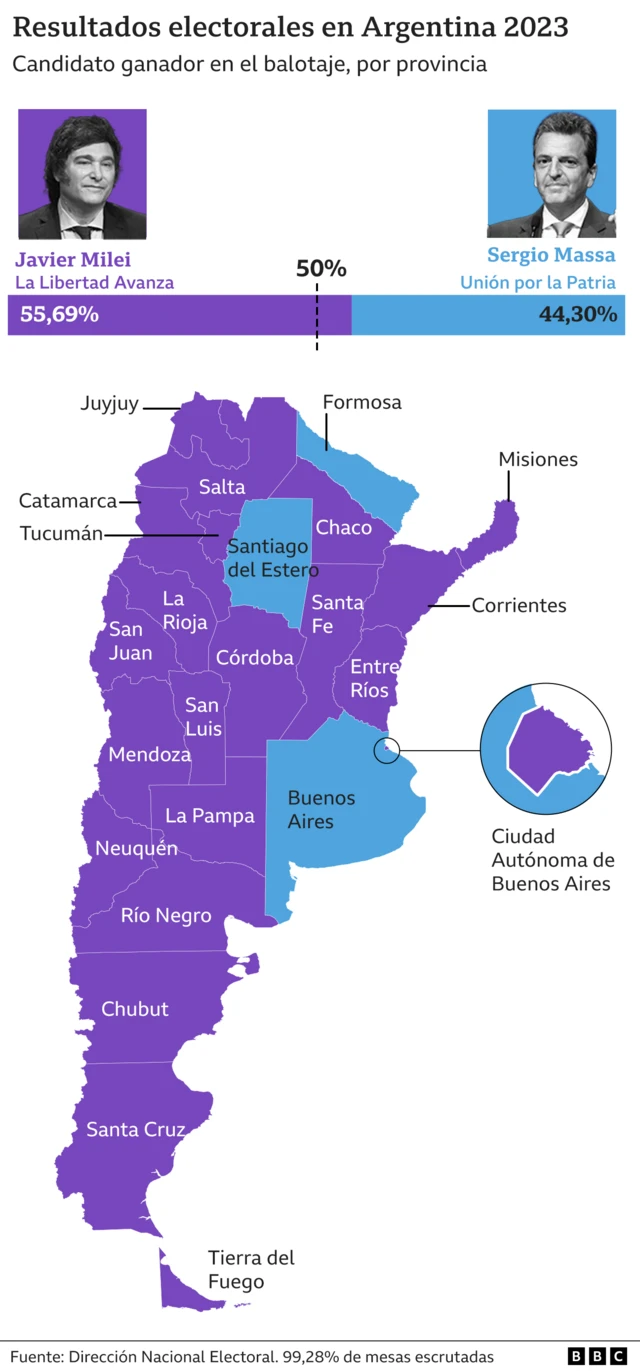 Resultados electorales en Argentina 2023
Candidato ganador en el balotaje, por provincia
Javier Milei
La Libertad Avanza
50%
Sergio Massa
Unión por la Patria
55,69%
44,30%
Juyjuy
Formosa
Misiones
Salta
Catamarca
Chaco
Tucumán
Santiago
del Estero
La
Rioja
Santa
Fe
Corrientes
San
Juan
Córdoba
Entre
Ríos
San
Luis
Mendoza
Buenos
Aires
La Pampa
Ciudad
Autónoma de
Buenos Aires
Neuquén
Río Negro
Chubut
Santa Cruz
Tierra del
Fuego
Fuente: Dirección Nacional Electoral. 99,28% de mesas escrutadas
BBC